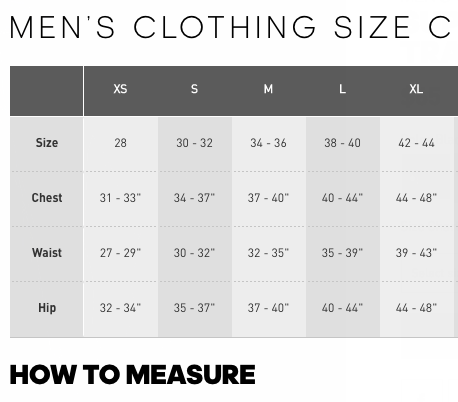 MEN'S CLOTHING SIZE C
XS S M L XL
Size 28 30 - 32 34 - 36 38 - 40 42 - 44
Chest 31 - 33" 34 - 37" 37 - 40" 40 - 44" 44 - 48"
Waist 27 - 29" 30 - 32" 32 - 35" 35 - 39" 39 - 43"
Hip 32 - 34" 35 - 37" 37 - 40" 40 - 44" 44 - 48"
HOW TO MEASURE